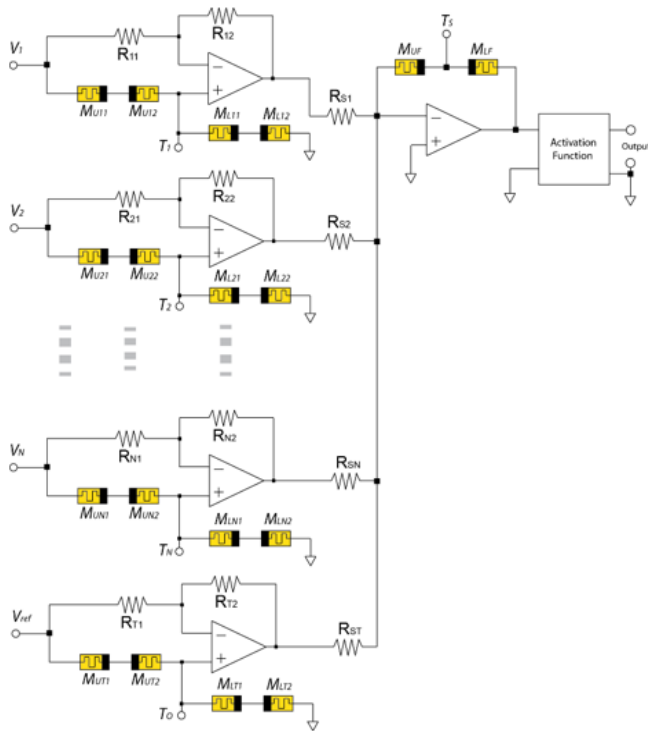 V1
R11
R12
MU11
MU12
−
+
T1
ML11
ML12
RS1
MUF
TS
MLF
−
+
Activation
Function
Output
V2
R21
R22
MU21
MU22
−
+
T2
ML21
ML22
RS2
VN
RN1
RN2
MUN1
MUN2
−
+
TN
MLN1
MLN2
RSN
Vref
RT1
RT2
MUT1
MUT2
−
+
TO
MLT1
MLT2
RST